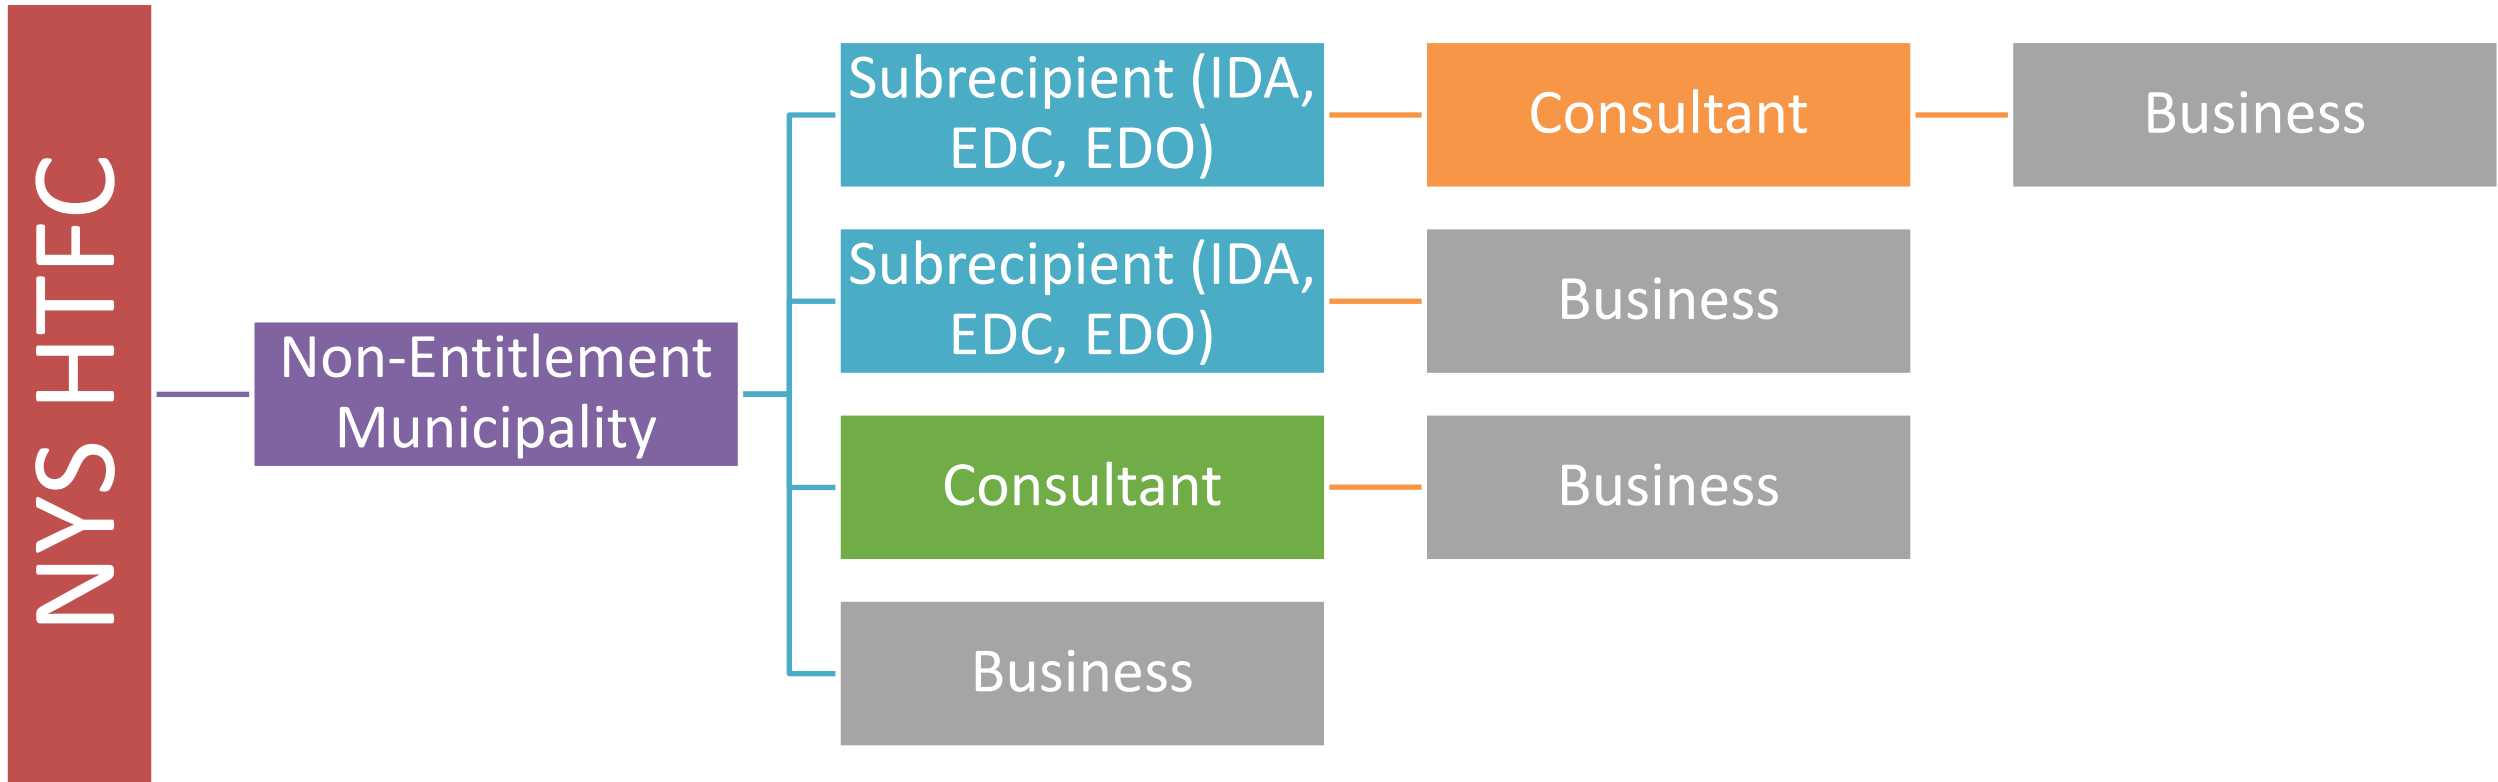 NYS HTFC
Non-Entitlement
Municipality
Subrecipient (IDA,
EDC, EDO)
Consultant
Business
Subrecipient (IDA,
EDC, EDO)
Business
Consultant
Business
Business